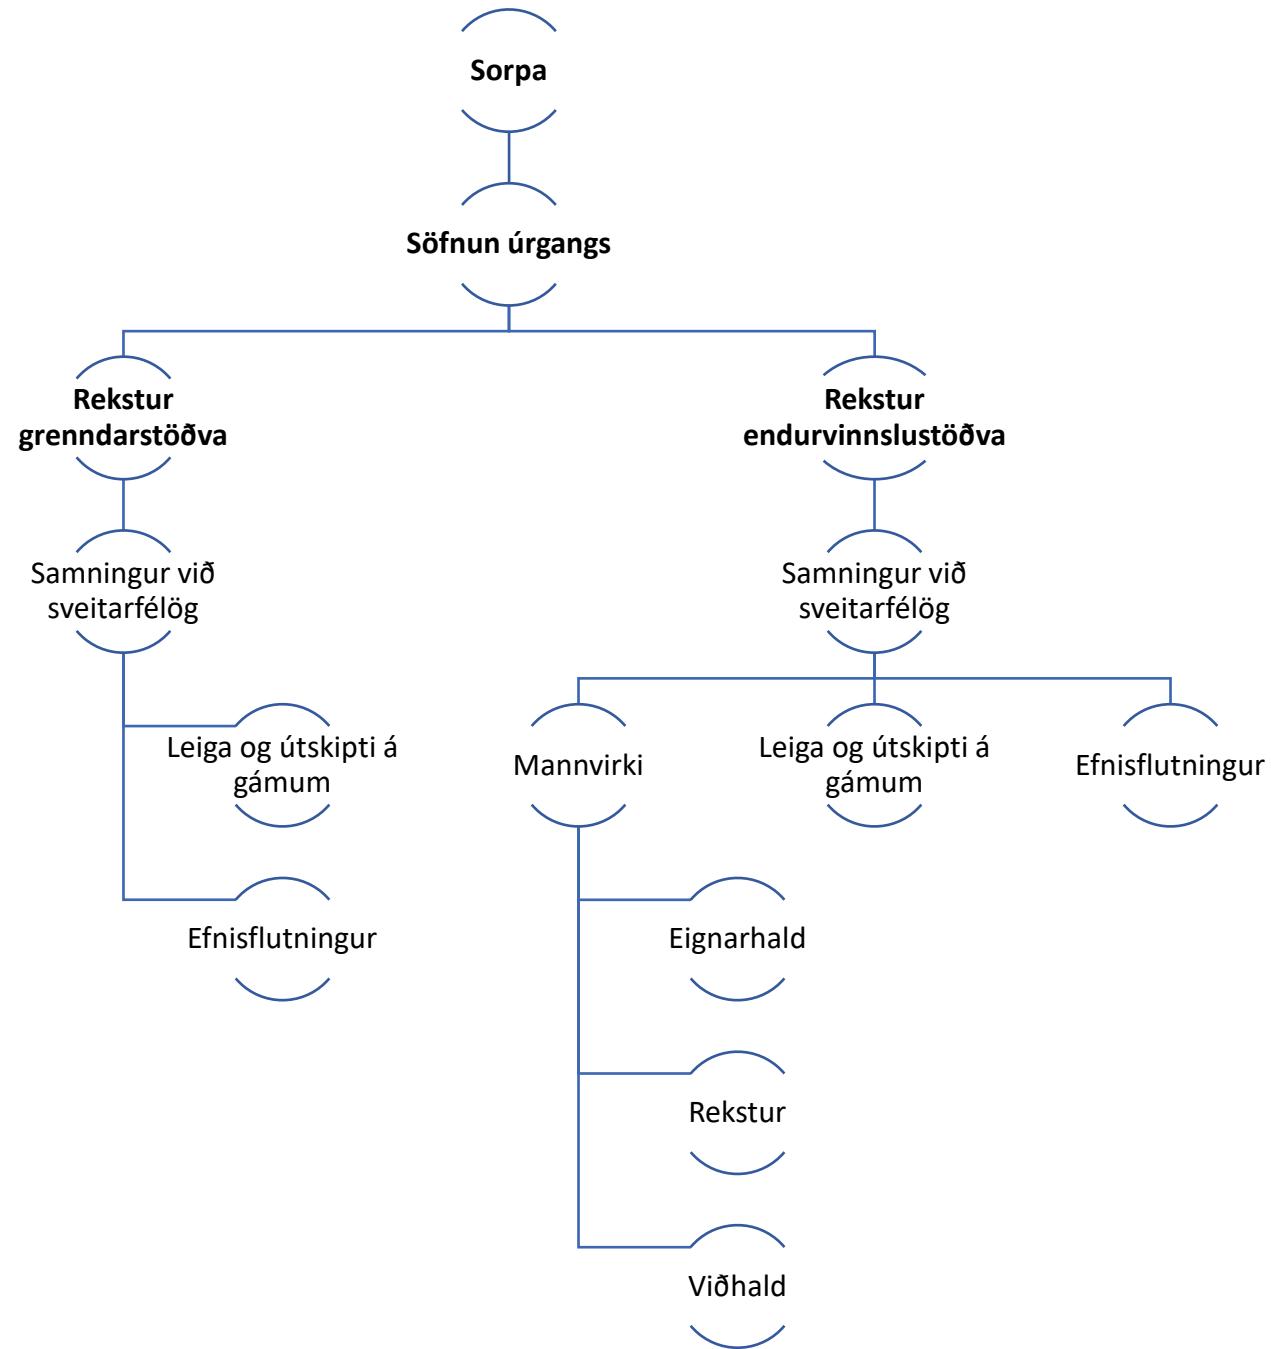 Sorpa
Söfnun úrgangs
Rekstur
grenndarstöðva
Rekstur
endurvinnslustöðva
Samningur við
sveitarfélög
Samningur við
sveitarfélög
Leiga og útskipti á
gámum
Mannvirki
Leiga og útskipti á
gámum
Efnisflutningur
Efnisflutningur
Eignarhald
Rekstur
Viðhald